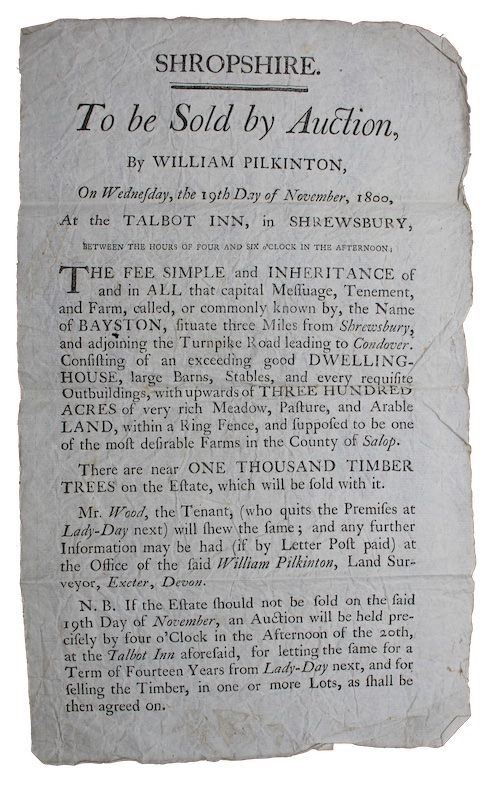 SHROPSHIRE.
To be Sold by Auction,
By WILLIAM PILKINTON,
On Wedneſday, the 19th Day of November, 1800,
At the TALBOT INN, in SHREWSBURY,
BETWEEN THE HOURS OF FOUR AND SIX o'CLOCK IN THE AFTERNOON;
THE FEE SIMPLE and INHERITANCE of
and in ALL that capital Meſſuage, Tenement,
and Farm, called, or commonly known by, the Name
of BAYSTON, ſituate three Miles from Shrewſbury,
and adjoining the Turnpike Road leading to Condover.
Conſiſting of an exceeding good DWELLING-
HOUSE, large Barns, Stables, and every requiſite
Outbuilding, with upwards of THREE HUNDRED
ACRES of very rich Meadow, Paſture, and Arable
LAND, within a Ring Fence, and ſuppoſed to be one
of the moſt deſirable Farms in the County of Salop.
There are near ONE THOUSAND TIMBER
TREES on the Eſtate, which will be ſold with it.
Mr. Wood, the Tenant, (who quits the Premiſes at
Lady-Day next) will ſhew the ſame; and any further
Information may be had (if by Letter Poſt paid) at
the Office of the ſaid William Pilkinton, Land Sur-
veyor, Exeter, Devon.
N. B. If the Eſtate ſhould not be ſold on the ſaid
19th Day of November, an Auction will be held pre-
ciſely by four o'Clock in the Afternoon of the 20th,
at the Talbot Inn aforeſaid, for letting the ſame for a
Term of Fourteen Years from Lady-Day next, and for
ſelling the Timber, in one or more Lots, as ſhall be
then agreed on.